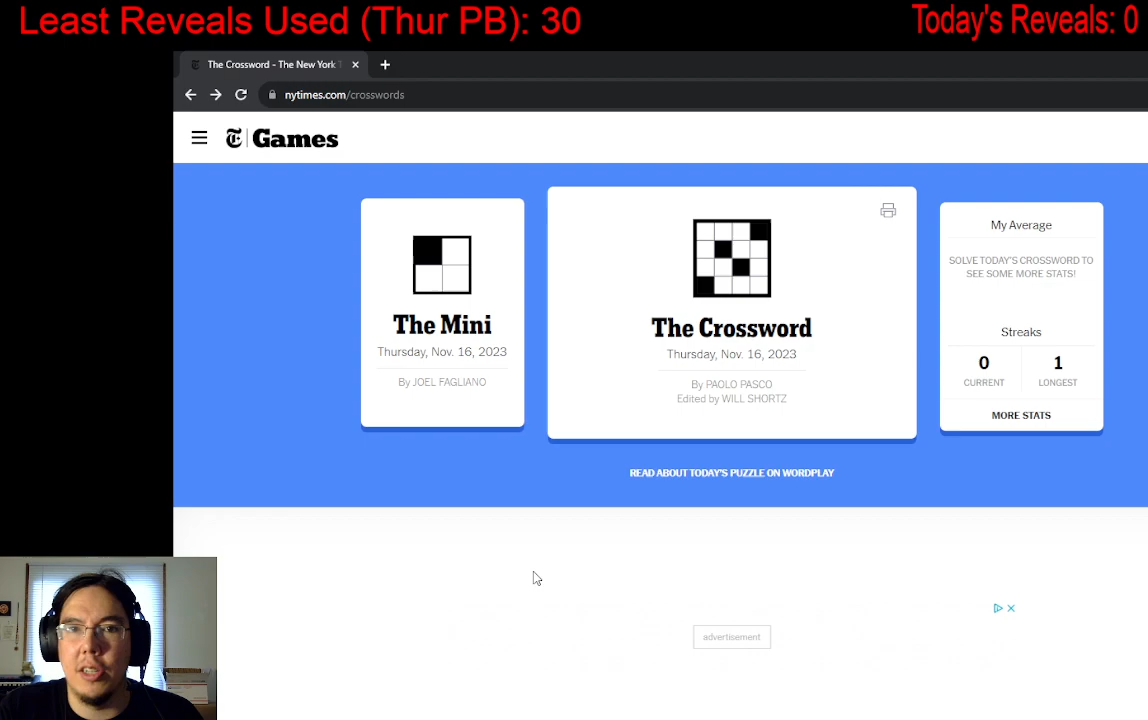 Least Reveals Used (Thur PB): 30
Today's Reveals: 0
The Crossword - The New York
nytimes.com/crosswords
Games
The Mini
Thursday, Nov. 16, 2023
By JOEL FAGLIANO
The Crossword
Thursday, Nov. 16, 2023
By PAOLO PASCO
Edited by WILL SHORTZ
My Average
SOLVE TODAY'S CROSSWORD TO
SEE SOME MORE STATS!
Streaks
0 1
CURRENT LONGEST
MORE STATS
READ ABOUT TODAY'S PUZZLE ON WORDPLAY
advertisement